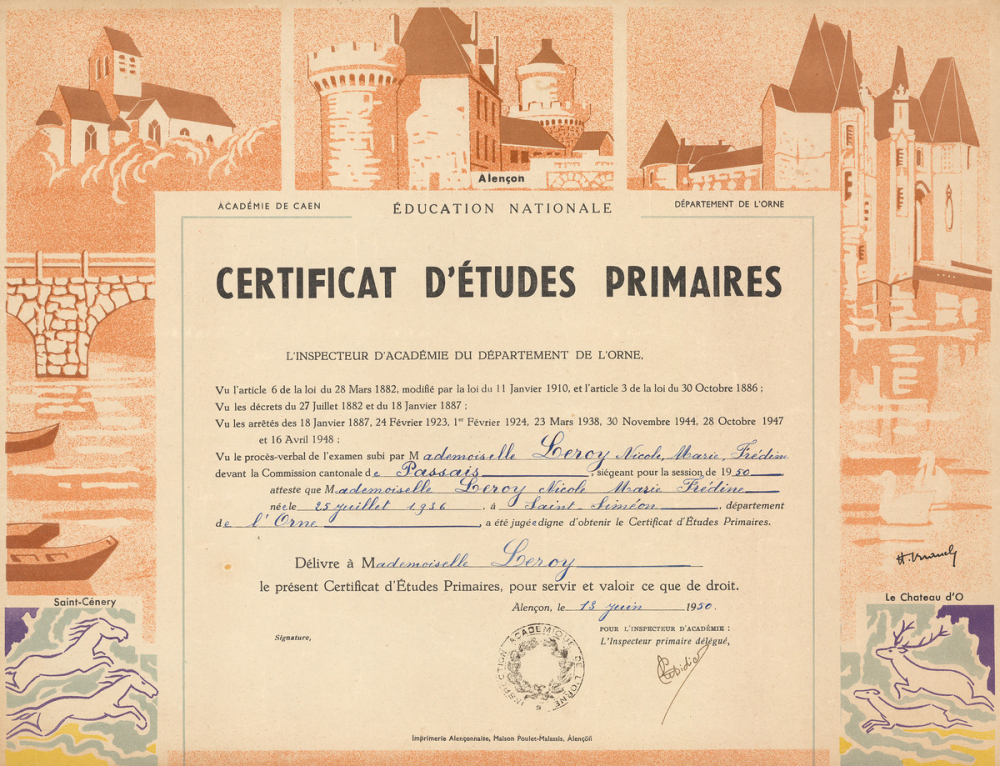 Alençon
ACADÉMIE DE CAEN
ÉDUCATION NATIONALE
DÉPARTEMENT DE L'ORNE
CERTIFICAT D'ÉTUDES PRIMAIRES
L'INSPECTEUR D'ACADÉMIE DU DÉPARTEMENT DE L'ORNE,
Vu l'article 6 de la loi du 28 Mars 1882, modifié par la loi du 11 Janvier 1910, et l'article 3 de la loi du 30 Octobre 1886 ;
Vu les décrets du 27 Juillet 1882 et du 18 Janvier 1887 ;
Vu les arrêtés des 18 Janvier 1887, 24 Février 1923, 1er Février 1924, 23 Mars 1938, 30 Novembre 1944, 28 Octobre 1947
et 16 Avril 1948 ;
Vu le procès-verbal de l'examen subi par Mademoiselle Leroy Nicole, Marie, Frédine
devant la Commission cantonale de Passais, siégeant pour la session de 1950
atteste que Mademoiselle Leroy Nicole Marie Frédine
née le 25 juillet 1936, à Saint-Siméon, département
de l'Orne, a été jugée digne d'obtenir le Certificat d'Études Primaires.
Délivré à Mademoiselle Leroy
le présent Certificat d'Études Primaires, pour servir et valoir ce que de droit.
Alençon, le 13 juin 1950.
Signature,
POUR L'INSPECTEUR D'ACADÉMIE :
L'Inspecteur primaire délégué,
INSPECTION ACADEMIQUE DE L'ORNE
Saint-Cénery
Le Chateau d'O
Imprimerie Alençonnaise, Maison Poulet-Malassis, Alençon